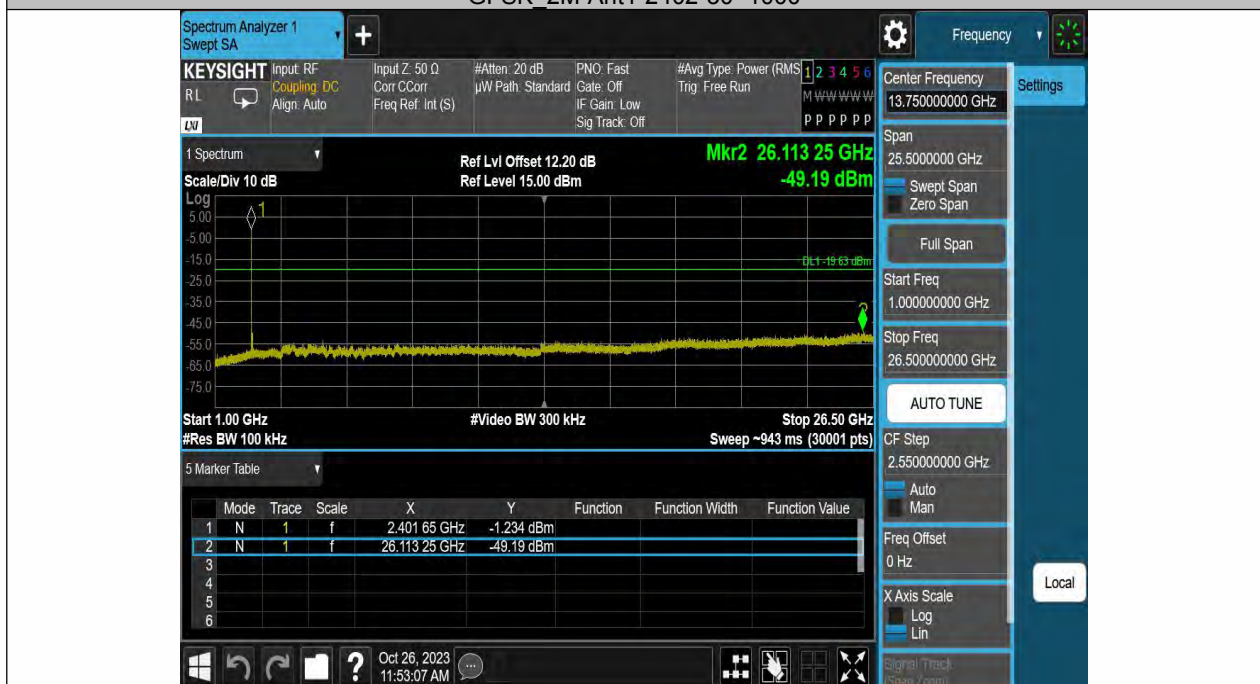 Spectrum Analyzer 1
Swept SA
+
Frequency
KEYSIGHT
RL
LXI
Input: RF
Coupling: DC
Align: Auto
Input Z: 50 Ω
Corr CCorr
Freq Ref: Int (S)
#Atten: 20 dB
µW Path: Standard
PNO: Fast
Gate: Off
IF Gain: Low
Sig Track: Off
#Avg Type: Power (RMS
Trig: Free Run
1 2 3 4 5 6
M W W W W W
P P P P P P
1 Spectrum
Scale/Div 10 dB
Ref Lvl Offset 12.20 dB
Ref Level 15.00 dBm
Mkr2 26.113 25 GHz
-49.19 dBm
Log
5.00
-5.00
-15.0
-25.0
-35.0
-45.0
-55.0
-65.0
-75.0
1
DL1 -19.63 dBm
Start 1.00 GHz
#Video BW 300 kHz
Stop 26.50 GHz
#Res BW 100 kHz
Sweep ~943 ms (30001 pts)
5 Marker Table
Mode Trace Scale X Y Function Function Width Function Value
1 N 1 f 2.401 65 GHz -1.234 dBm
2 N 1 f 26.113 25 GHz -49.19 dBm
3
4
5
6
?
Oct 26, 2023
11:53:07 AM
Center Frequency
13.750000000 GHz
Settings
Span
25.5000000 GHz
Swept Span
Zero Span
Full Span
Start Freq
1.000000000 GHz
Stop Freq
26.500000000 GHz
AUTO TUNE
CF Step
2.550000000 GHz
Auto
Man
Freq Offset
0 Hz
X Axis Scale
Log
Lin
Local
Signal Track